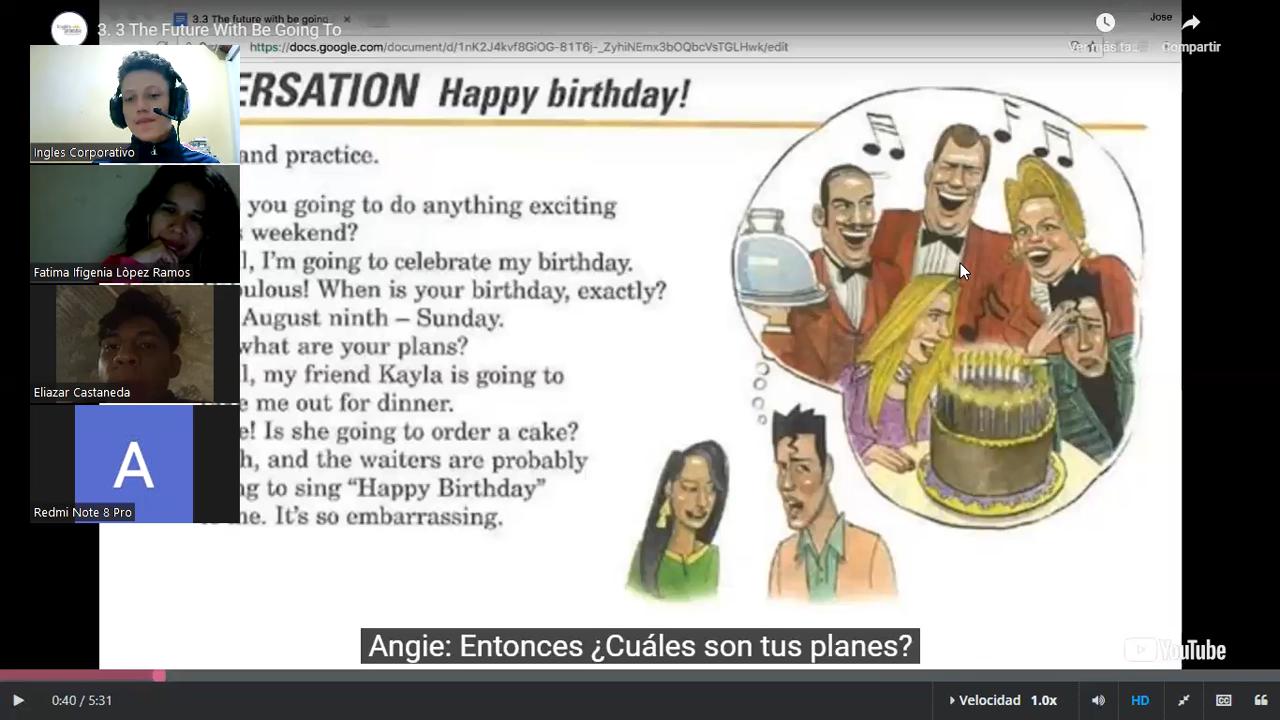 3.3 The future with be going
Jose
3. 3 The Future With Be Going To
https://docs.google.com/document/d/1nK2J4kvf8GiOG-81T6j-_ZyhiNEmx3bOQbcVsTGLHwk/edit
Compartir
ERSATION Happy birthday!
and practice.
you going to do anything exciting
weekend?
I'm going to celebrate my birthday.
When is your birthday, exactly?
August ninth – Sunday.
what are your plans?
my friend Kayla is going to
me out for dinner.
Is she going to order a cake?
and the waiters are probably
to sing "Happy Birthday"
me. It's so embarrassing.
Ingles Corporativo
Fatima Ifigenia Lòpez Ramos
Eliazar Castaneda
A
Redmi Note 8 Pro
Angie: Entonces ¿Cuáles son tus planes?
YouTube
0:40 / 5:31
Velocidad 1.0x
HD
CC